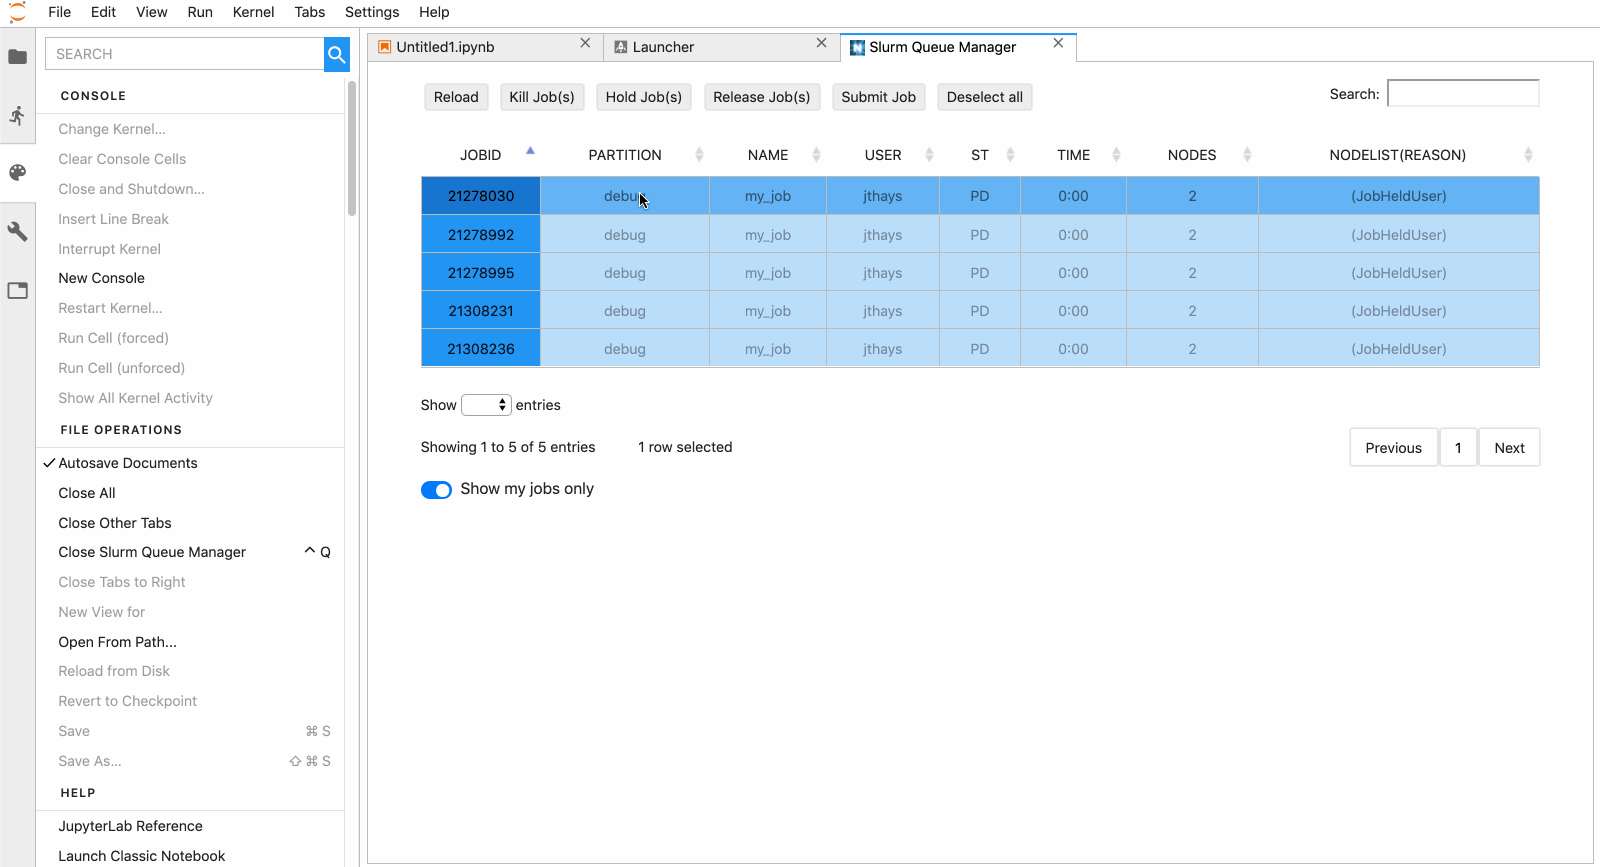 File Edit View Run Kernel Tabs Settings Help
SEARCH
CONSOLE
Change Kernel...
Clear Console Cells
Close and Shutdown...
Insert Line Break
Interrupt Kernel
New Console
Restart Kernel...
Run Cell (forced)
Run Cell (unforced)
Show All Kernel Activity
FILE OPERATIONS
Autosave Documents
Close All
Close Other Tabs
Close Slurm Queue Manager ^ Q
Close Tabs to Right
New View for
Open From Path...
Reload from Disk
Revert to Checkpoint
Save ⌘ S
Save As... ⇧ ⌘ S
HELP
JupyterLab Reference
Launch Classic Notebook
Untitled1.ipynb Launcher Slurm Queue Manager
Reload Kill Job(s) Hold Job(s) Release Job(s) Submit Job Deselect all Search:
JOBID PARTITION NAME USER ST TIME NODES NODELIST(REASON)
21278030 debug my_job jthays PD 0:00 2 (JobHeldUser)
21278992 debug my_job jthays PD 0:00 2 (JobHeldUser)
21278995 debug my_job jthays PD 0:00 2 (JobHeldUser)
21308231 debug my_job jthays PD 0:00 2 (JobHeldUser)
21308236 debug my_job jthays PD 0:00 2 (JobHeldUser)
Show entries
Showing 1 to 5 of 5 entries 1 row selected Previous 1 Next
Show my jobs only